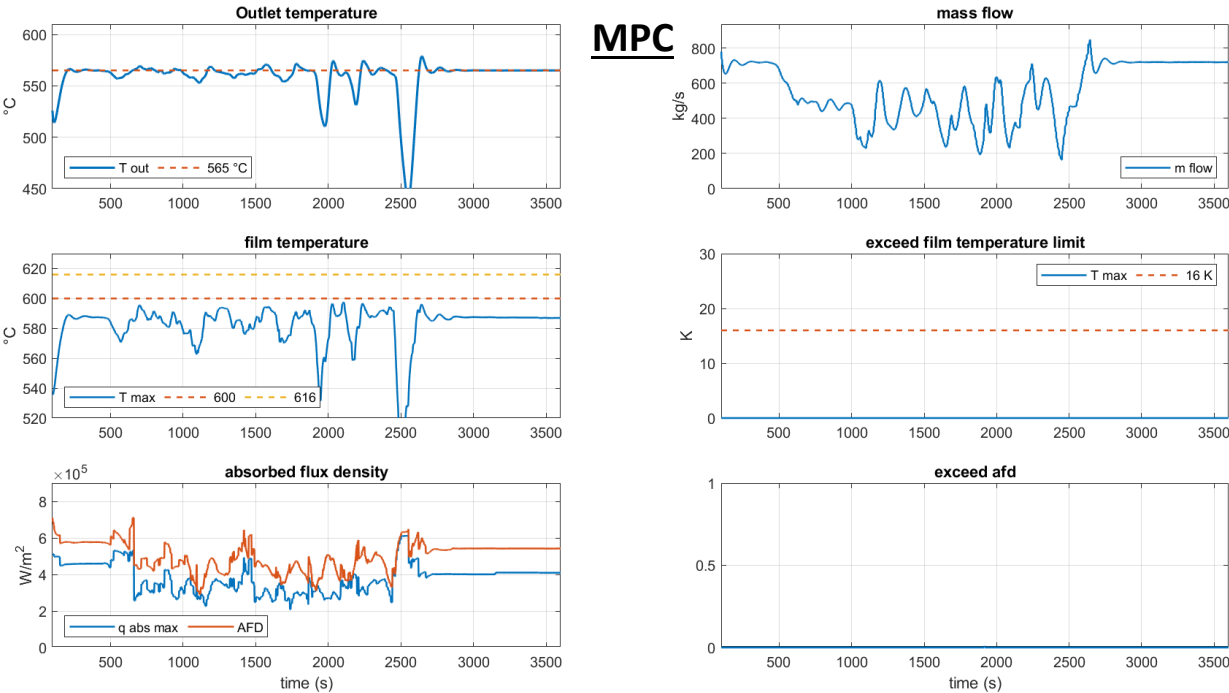 MPC
Outlet temperature
600
550
500
450
°C
T out
565 °C
500 1000 1500 2000 2500 3000 3500
mass flow
800
600
400
200
0
kg/s
m flow
500 1000 1500 2000 2500 3000 3500
film temperature
620
600
580
560
540
520
°C
T max
600
616
500 1000 1500 2000 2500 3000 3500
exceed film temperature limit
30
20
10
0
K
T max
16 K
500 1000 1500 2000 2500 3000 3500
absorbed flux density
×10⁵
8
6
4
2
0
W/m²
q abs max
AFD
500 1000 1500 2000 2500 3000 3500
time (s)
exceed afd
1
0.5
0
500 1000 1500 2000 2500 3000 3500
time (s)